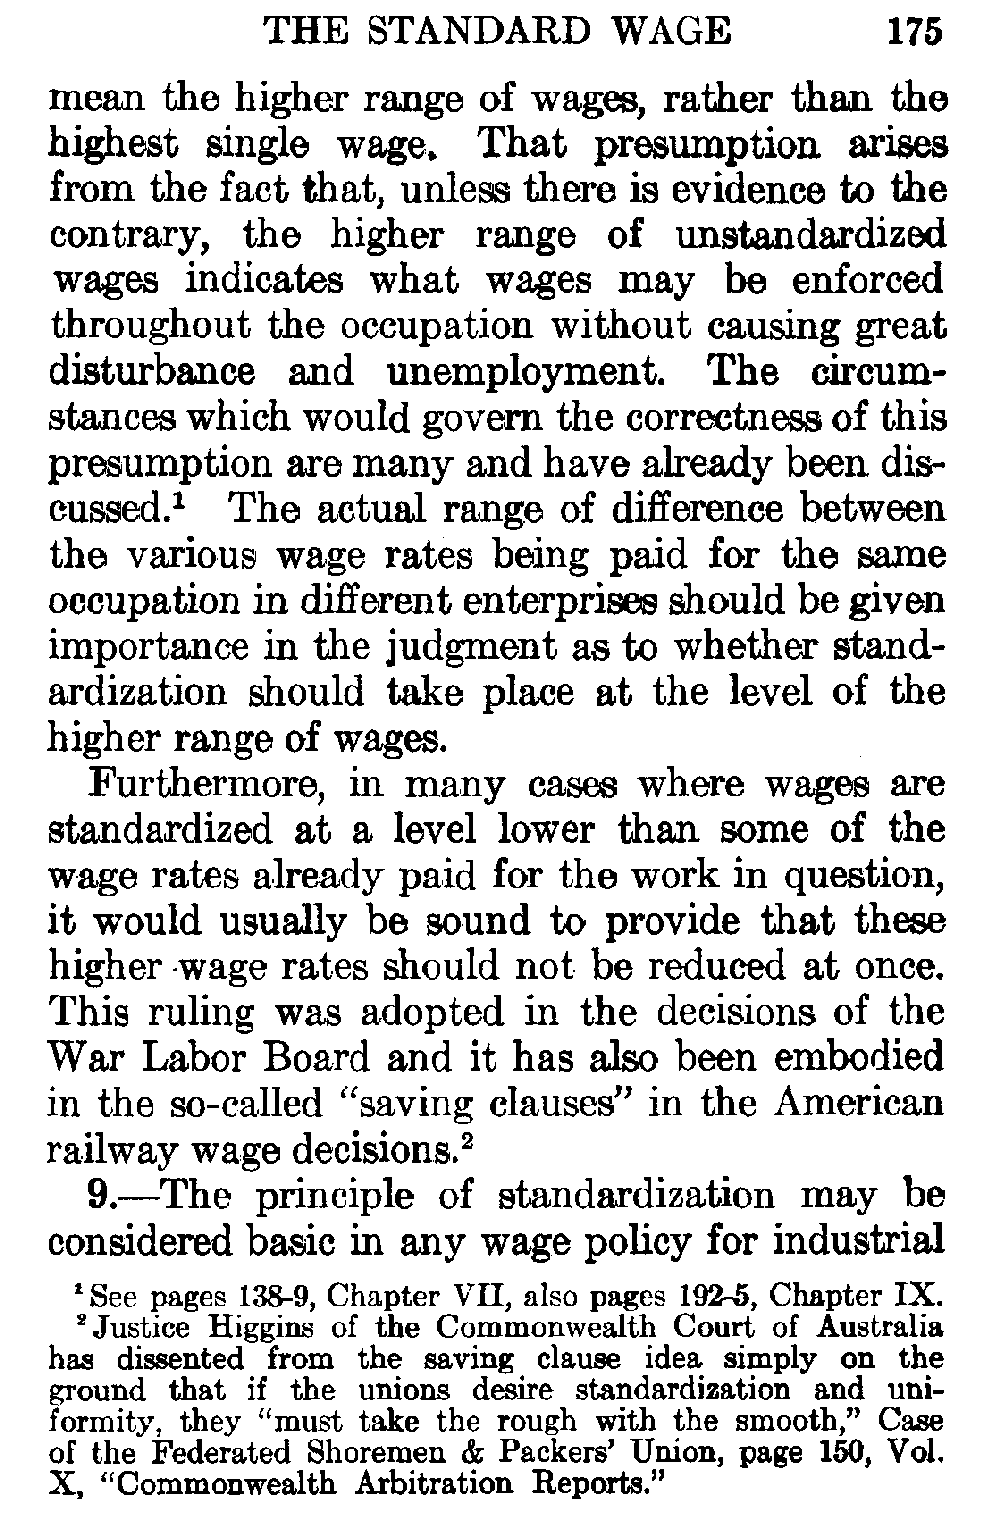 THE STANDARD WAGE 175
mean the higher range of wages, rather than the
highest single wage. That presumption arises
from the fact that, unless there is evidence to the
contrary, the higher range of unstandardized
wages indicates what wages may be enforced
throughout the occupation without causing great
disturbance and unemployment. The circum-
stances which would govern the correctness of this
presumption are many and have already been dis-
cussed.¹ The actual range of difference between
the various wage rates being paid for the same
occupation in different enterprises should be given
importance in the judgment as to whether stand-
ardization should take place at the level of the
higher range of wages.
Furthermore, in many cases where wages are
standardized at a level lower than some of the
wage rates already paid for the work in question,
it would usually be sound to provide that these
higher wage rates should not be reduced at once.
This ruling was adopted in the decisions of the
War Labor Board and it has also been embodied
in the so-called “saving clauses” in the American
railway wage decisions.²
9.—The principle of standardization may be
considered basic in any wage policy for industrial
¹ See pages 138-9, Chapter VII, also pages 192-5, Chapter IX.
² Justice Higgins of the Commonwealth Court of Australia
has dissented from the saving clause idea simply on the
ground that if the unions desire standardization and uni-
formity, they “must take the rough with the smooth,” Case
of the Federated Shoremen & Packers’ Union, page 150, Vol.
X, “Commonwealth Arbitration Reports.”